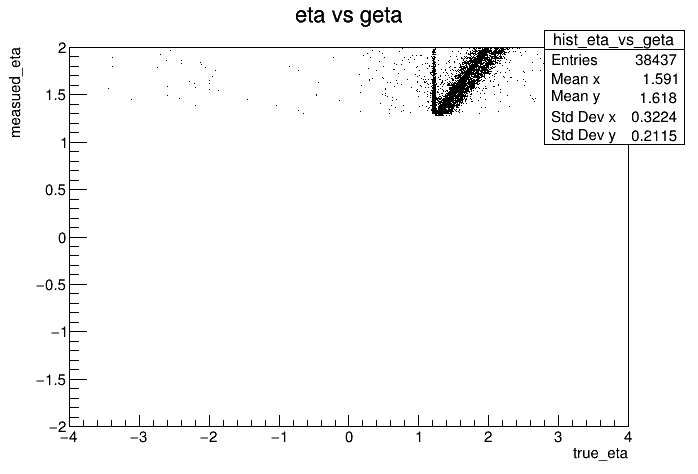 eta vs geta
measued_eta
hist_eta_vs_geta
Entries 38437
Mean x 1.591
Mean y 1.618
Std Dev x 0.3224
Std Dev y 0.2115
2
1.5
1
0.5
0
−0.5
−1
−1.5
−2
−4 −3 −2 −1 0 1 2 3 4
true_eta